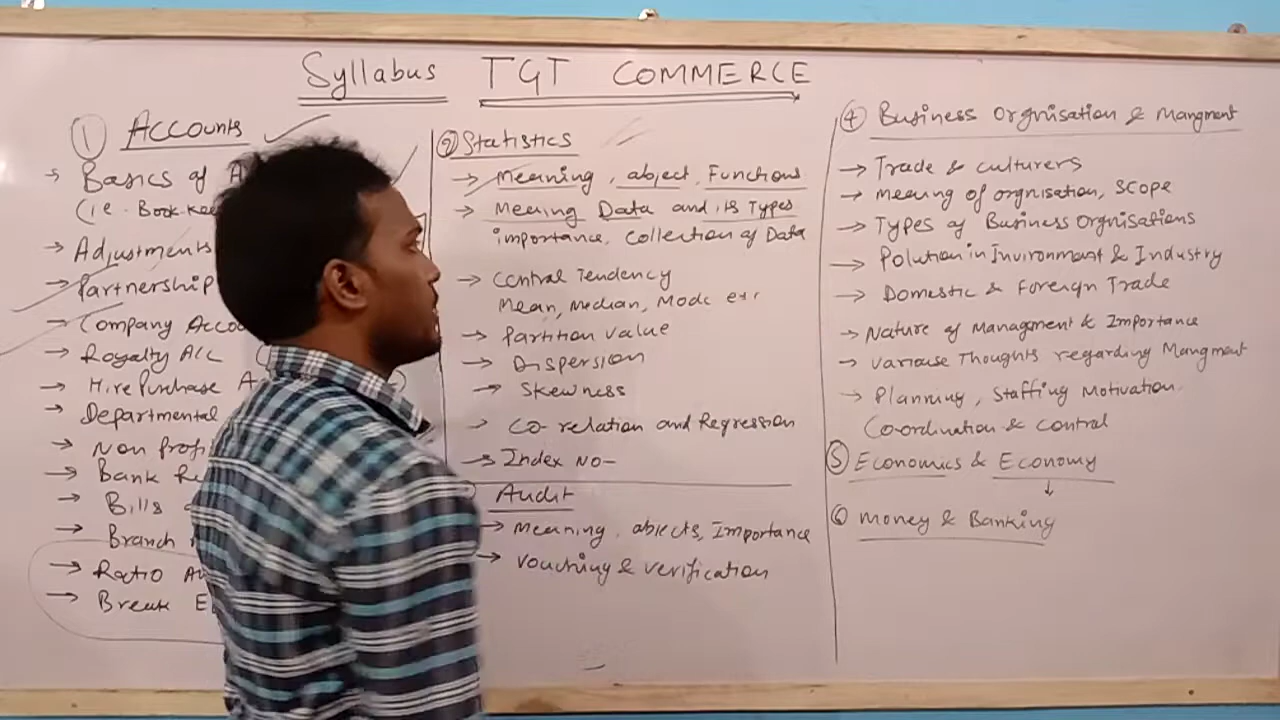 Syllabus TGT COMMERCE
① Accounts
→ Basics of
(i.e. Book-Kee
→ Adjustments
→ Partnership
→ Company Acco
→ Royalty A/c
→ Hire Purchase A
→ Departmental
→ Non Profi
→ Bank Re
→ Bills
→ Branch
→ Ratio
→ Break E
② Statistics
→ Meaning, object, Functions
→ Meaning Data and its Types
importance, collection of Data
→ Central Tendency
Mean, Median, Mode etc
→ Partition value
→ Dispersion
→ Skewness
→ Co-relation and Regression
→ Index No-
Audit
→ Meaning, objects, Importance
→ Vouching & verification
④ Business Orgnisation & Mangment
→ Trade & culturers
→ Meaning of orgnisation, Scope
→ Types of Business Orgnisations
→ Polution in Invironment & Industry
→ Domestic & Foreign Trade
→ Nature of Managment & Importance
→ Variouse Thoughts regarding Mangment
→ Planning, Staffing Motivation
Co-ordination & Control
⑤ Economics & Economy
↓
⑥ Money & Banking